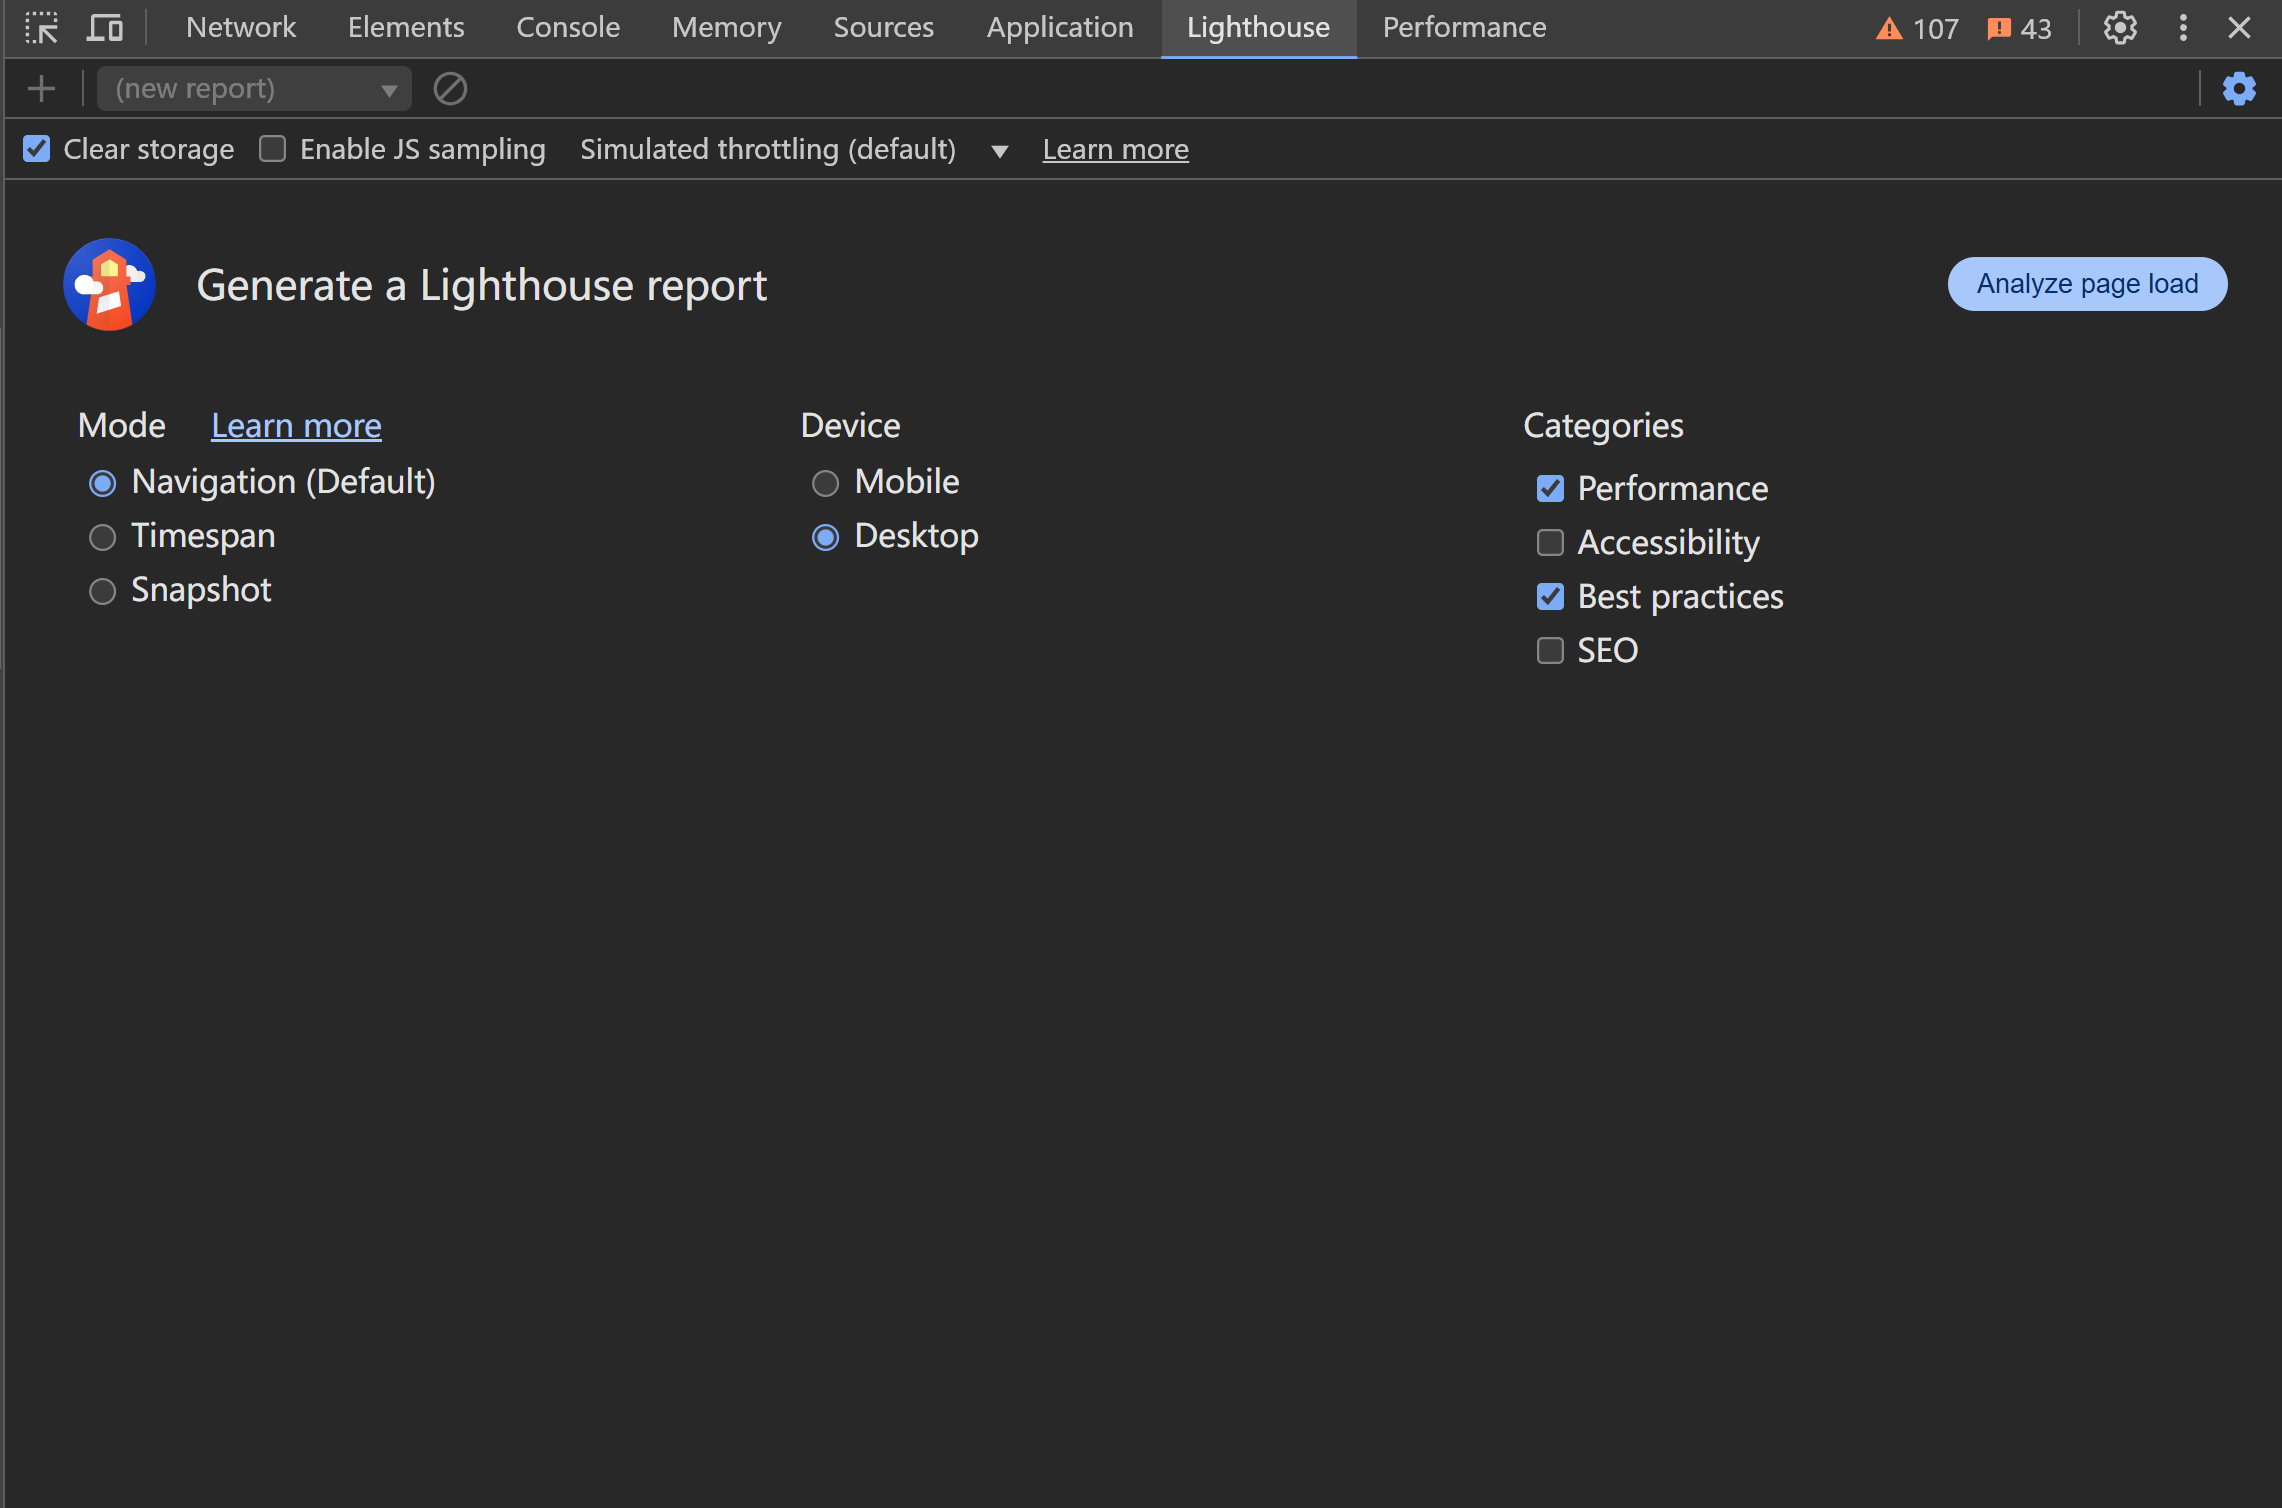 Network Elements Console Memory Sources Application Lighthouse Performance 107 43
(new report)
Clear storage Enable JS sampling Simulated throttling (default) Learn more
Generate a Lighthouse report Analyze page load
Mode Learn more
Navigation (Default)
Timespan
Snapshot
Device
Mobile
Desktop
Categories
Performance
Accessibility
Best practices
SEO